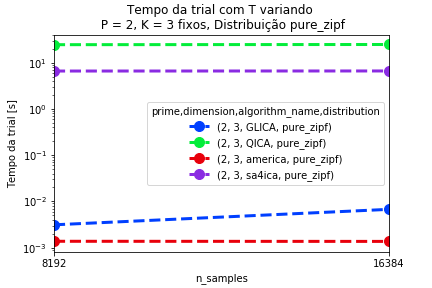 Tempo da trial com T variando
P = 2, K = 3 fixos, Distribuição pure_zipf
Tempo da trial [s]
10¹
10⁰
10⁻¹
10⁻²
10⁻³
prime,dimension,algorithm_name,distribution
(2, 3, GLICA, pure_zipf)
(2, 3, QICA, pure_zipf)
(2, 3, america, pure_zipf)
(2, 3, sa4ica, pure_zipf)
8192
16384
n_samples